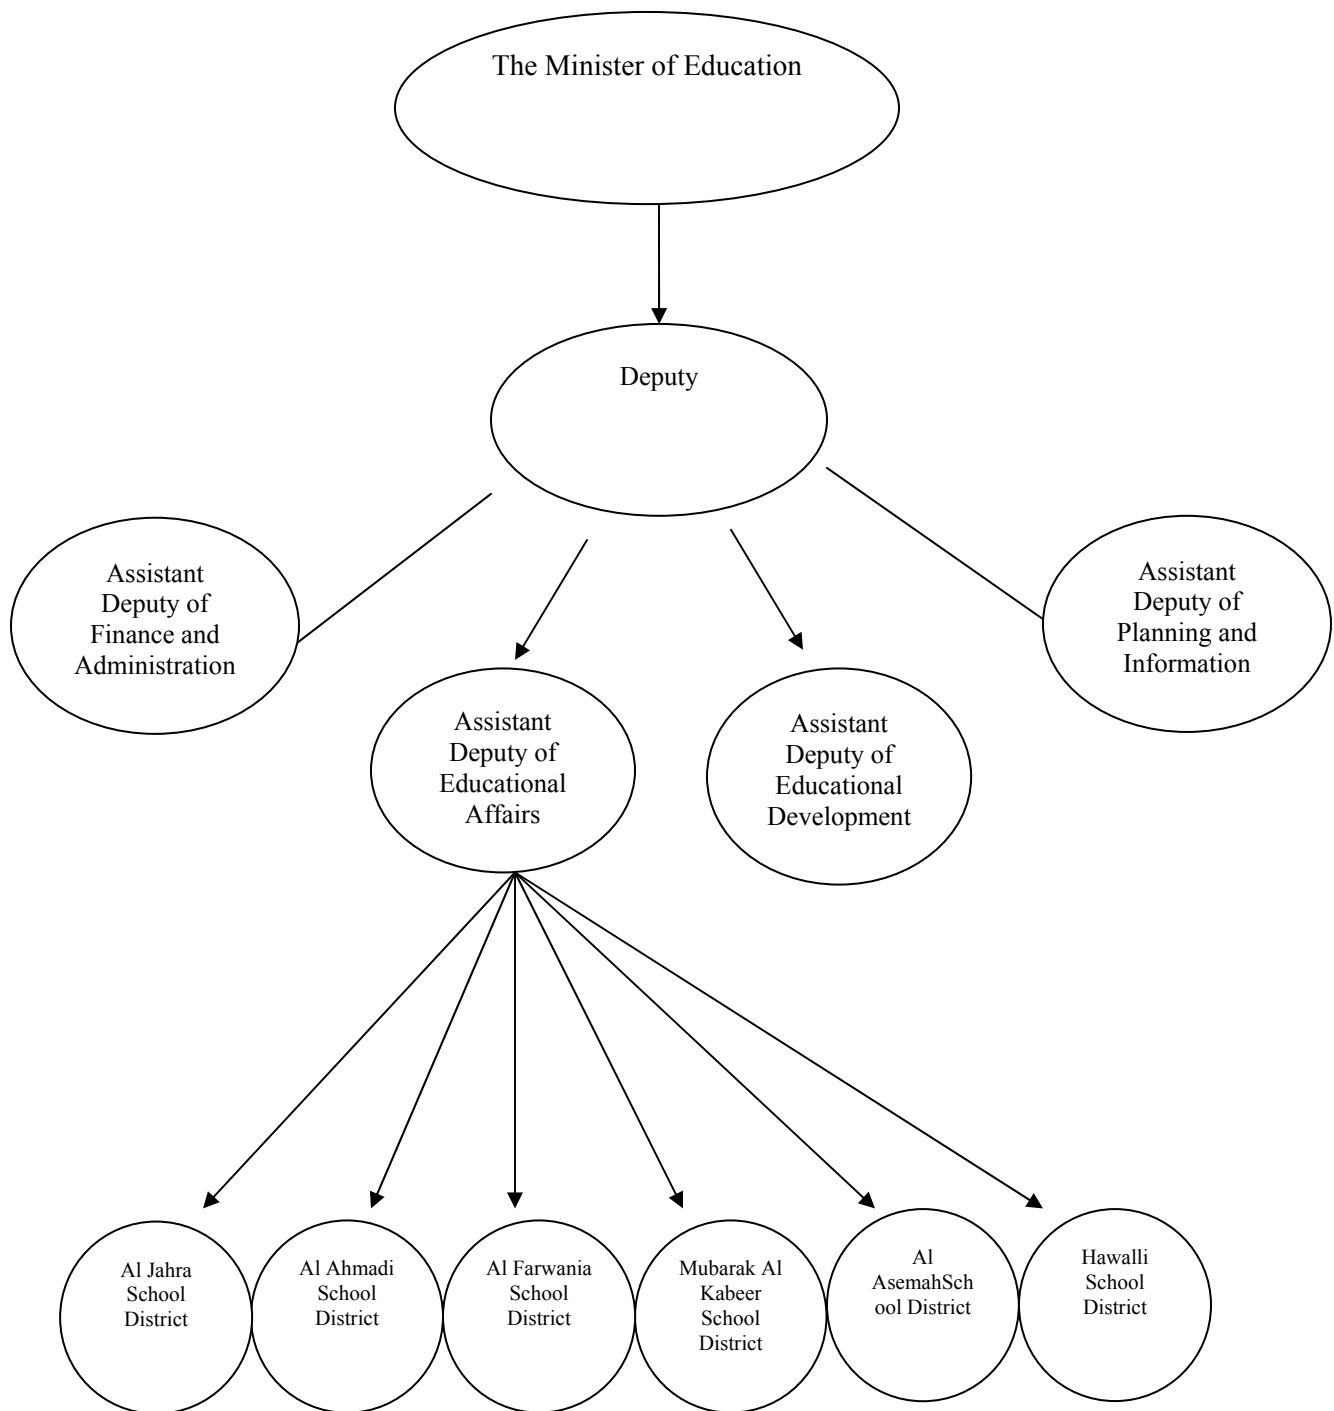 The Minister of Education
Deputy
Assistant
Deputy of
Finance and
Administration
Assistant
Deputy of
Planning and
Information
Assistant
Deputy of
Educational
Affairs
Assistant
Deputy of
Educational
Development
Al Jahra
School
District
Al Ahmadi
School
District
Al Farwania
School
District
Mubarak Al
Kabeer
School
District
Al
AsemahSch
ool District
Hawalli
School
District